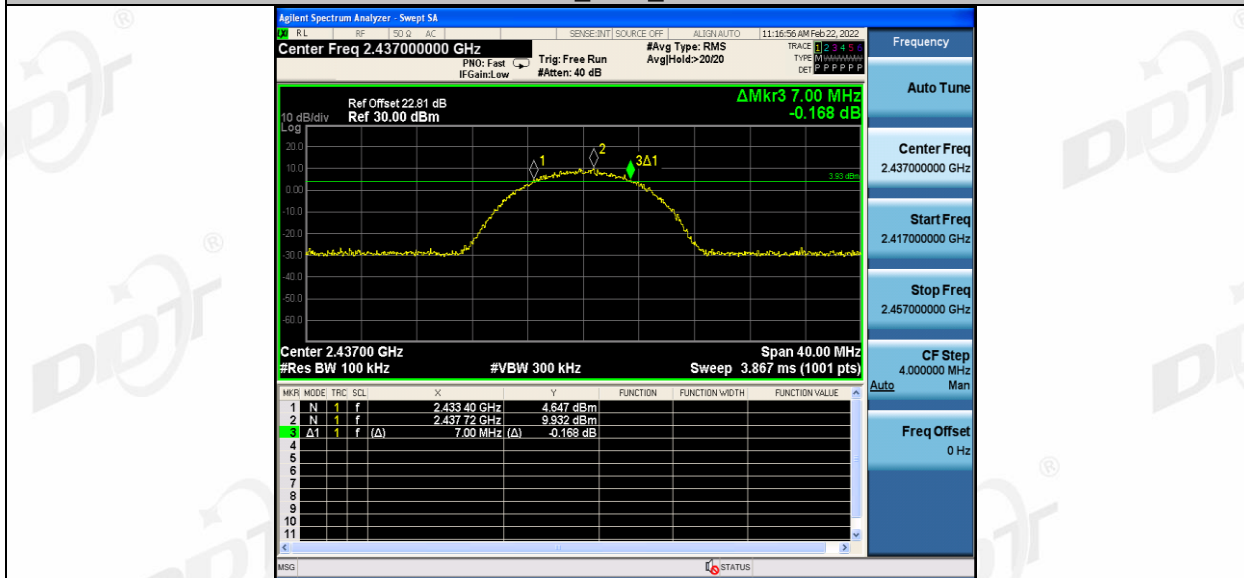 Agilent Spectrum Analyzer - Swept SA
RL RF 50 Ω AC SENSE:INT SOURCE OFF ALIGN AUTO 11:16:56 AM Feb 22, 2022
Center Freq 2.437000000 GHz
PNO: Fast
IFGain:Low
Trig: Free Run
#Atten: 40 dB
#Avg Type: RMS
Avg|Hold:>20/20
TRACE 1 2 3 4 5 6
TYPE M WWWWW
DET P P P P P P
Frequency
Auto Tune
Center Freq
2.437000000 GHz
Start Freq
2.417000000 GHz
Stop Freq
2.457000000 GHz
CF Step
4.000000 MHz
Auto Man
Freq Offset
0 Hz
ΔMkr3 7.00 MHz
-0.168 dB
Ref Offset 22.81 dB
10 dB/div Ref 30.00 dBm
Log
20.0
10.0
0.00
-10.0
-20.0
-30.0
-40.0
-50.0
-60.0
1
2
3Δ1
3.93 dBm
Center 2.43700 GHz Span 40.00 MHz
#Res BW 100 kHz #VBW 300 kHz Sweep 3.867 ms (1001 pts)
MKR MODE TRC SCL X Y FUNCTION FUNCTION WIDTH FUNCTION VALUE
1 N 1 f 2.433 40 GHz 4.647 dBm
2 N 1 f 2.437 72 GHz 9.932 dBm
3 Δ1 1 f (Δ) 7.00 MHz (Δ) -0.168 dB
4
5
6
7
8
9
10
11
MSG STATUS
DDT
®
DDT
®
DDT
®